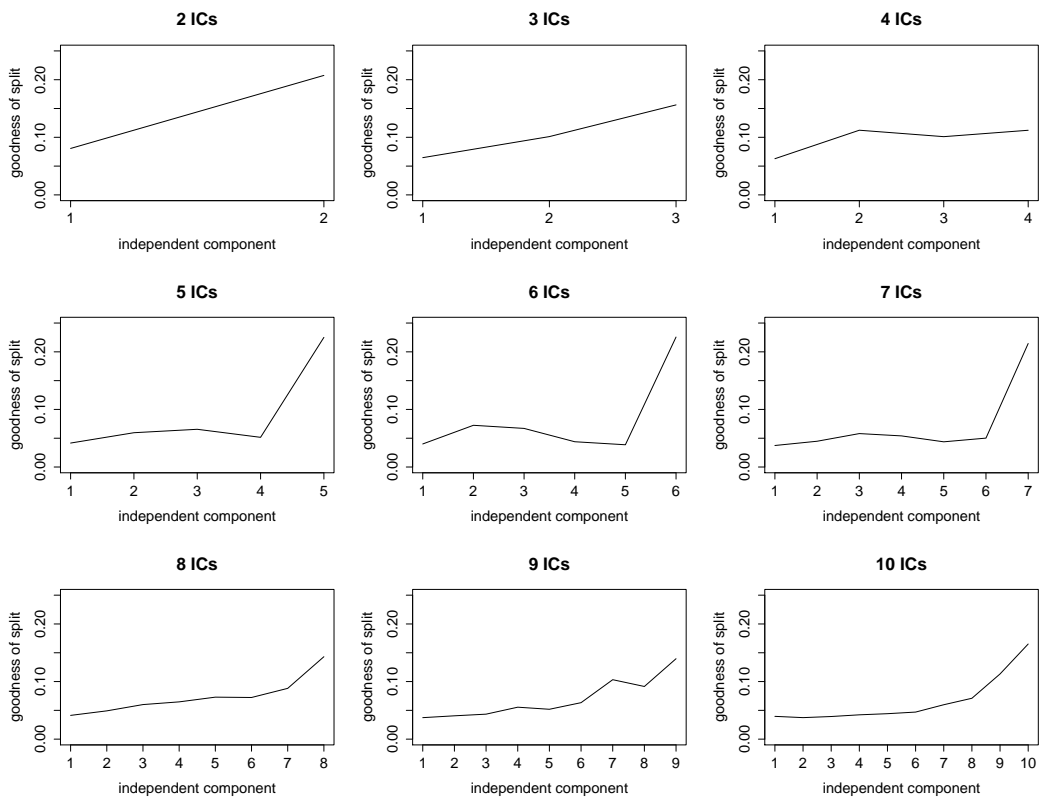 2 ICs
goodness of split
0.00 0.10 0.20
1 2
independent component
3 ICs
goodness of split
0.00 0.10 0.20
1 2 3
independent component
4 ICs
goodness of split
0.00 0.10 0.20
1 2 3 4
independent component
5 ICs
goodness of split
0.00 0.10 0.20
1 2 3 4 5
independent component
6 ICs
goodness of split
0.00 0.10 0.20
1 2 3 4 5 6
independent component
7 ICs
goodness of split
0.00 0.10 0.20
1 2 3 4 5 6 7
independent component
8 ICs
goodness of split
0.00 0.10 0.20
1 2 3 4 5 6 7 8
independent component
9 ICs
goodness of split
0.00 0.10 0.20
1 2 3 4 5 6 7 8 9
independent component
10 ICs
goodness of split
0.00 0.10 0.20
1 2 3 4 5 6 7 8 9 10
independent component